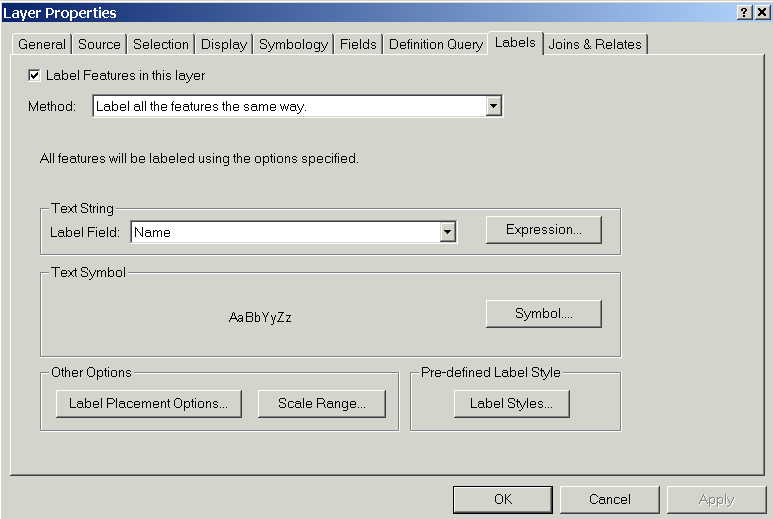 Layer Properties
General Source Selection Display Symbology Fields Definition Query Labels Joins & Relates
Label Features in this layer
Method: Label all the features the same way.
All features will be labeled using the options specified.
Text String
Label Field: Name Expression...
Text Symbol
AaBbYyZz Symbol....
Other Options Pre-defined Label Style
Label Placement Options... Scale Range... Label Styles...
OK Cancel Apply